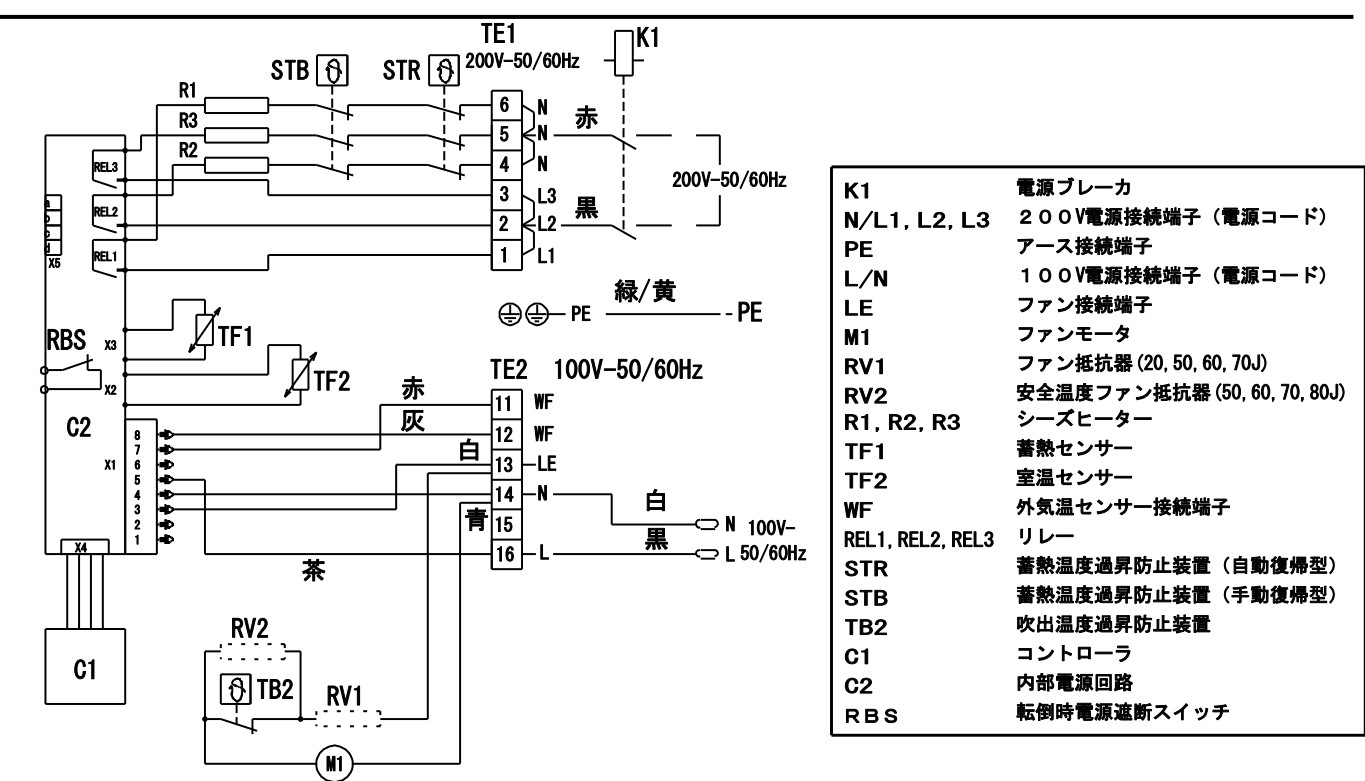 TE1
K1
200V-50/60Hz
STB
STR
R1
R3
R2
6 N
5 N 赤
4 N
3 L3
2 L2 黒
1 L1
200V-50/60Hz
REL3
REL2
REL1
a
b
c
d
X5
緑/黄
PE
PE
RBS
X3
X2
TF1
TF2
TE2 100V-50/60Hz
C2
X1
8
7
6
5
4
3
2
1
赤
灰
白
青
茶
11 WF
12 WF
13 LE
14 N 白
15
16 L 黒
N 100V-
L 50/60Hz
X4
C1
RV2
TB2
RV1
M1
K1 電源ブレーカ
N/L1, L2, L3 200V電源接続端子（電源コード）
PE アース接続端子
L/N 100V電源接続端子（電源コード）
LE ファン接続端子
M1 ファンモータ
RV1 ファン抵抗器(20, 50, 60, 70J)
RV2 安全温度ファン抵抗器(50, 60, 70, 80J)
R1, R2, R3 シーズヒーター
TF1 蓄熱センサー
TF2 室温センサー
WF 外気温センサー接続端子
REL1, REL2, REL3 リレー
STR 蓄熱温度過昇防止装置（自動復帰型）
STB 蓄熱温度過昇防止装置（手動復帰型）
TB2 吹出温度過昇防止装置
C1 コントローラ
C2 内部電源回路
RBS 転倒時電源遮断スイッチ